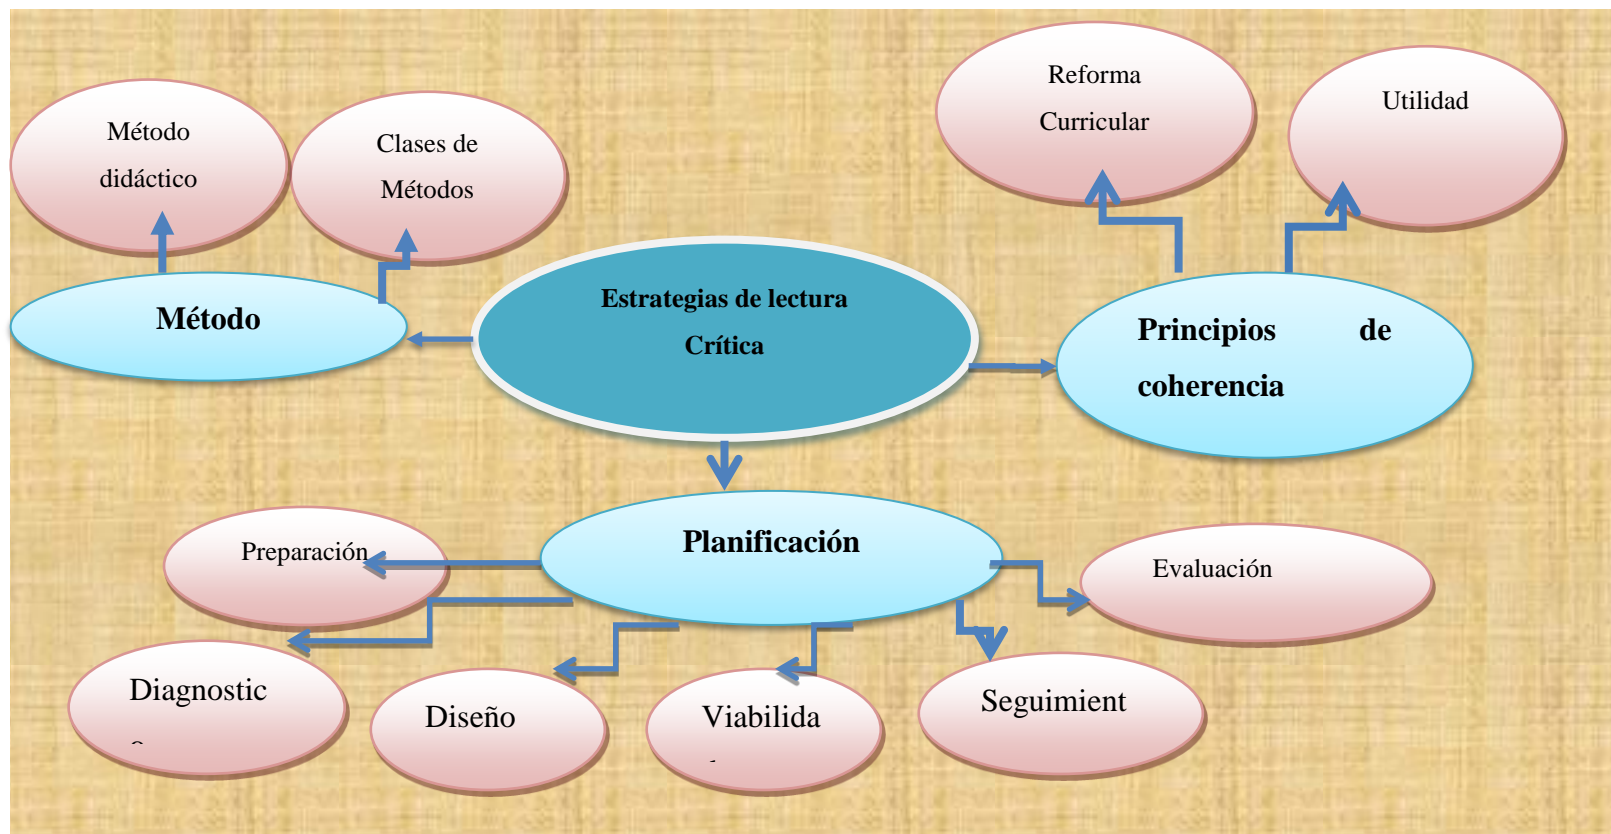 Reforma
Curricular
Utilidad
Método
didáctico
Clases de
Métodos
Estrategias de lectura
Crítica
Método
Principios de
coherencia
Planificación
Preparación
Evaluación
Diagnostic
Diseño
Viabilida
Seguimient